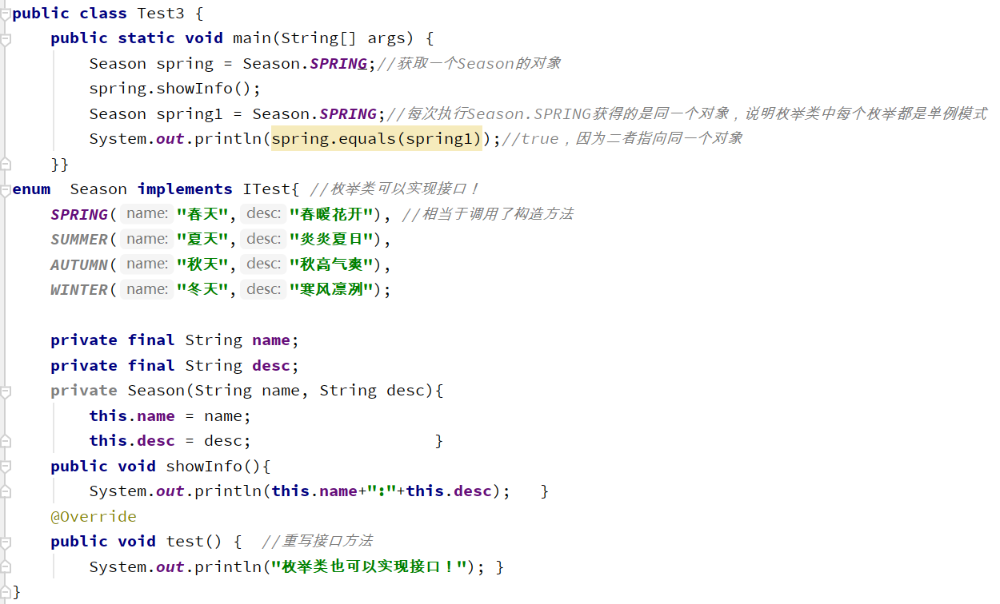 public class Test3 {
    public static void main(String[] args) {
        Season spring = Season.SPRING;//获取一个Season的对象
        spring.showInfo();
        Season spring1 = Season.SPRING;//每次执行Season.SPRING获得的是同一个对象，说明枚举类中每个枚举都是单例模式
        System.out.println(spring.equals(spring1));//true，因为二者指向同一个对象
    }}
enum  Season implements ITest{ //枚举类可以实现接口！
    SPRING( name: "春天", desc: "春暖花开"), //相当于调用了构造方法
    SUMMER( name: "夏天", desc: "炎炎夏日"),
    AUTUMN( name: "秋天", desc: "秋高气爽"),
    WINTER( name: "冬天", desc: "寒风凛冽");
    private final String name;
    private final String desc;
    private Season(String name, String desc){
        this.name = name;
        this.desc = desc;                   }
    public void showInfo(){
        System.out.println(this.name+":"+this.desc);   }
    @Override
    public void test() {  //重写接口方法
        System.out.println("枚举类也可以实现接口！"); }
}